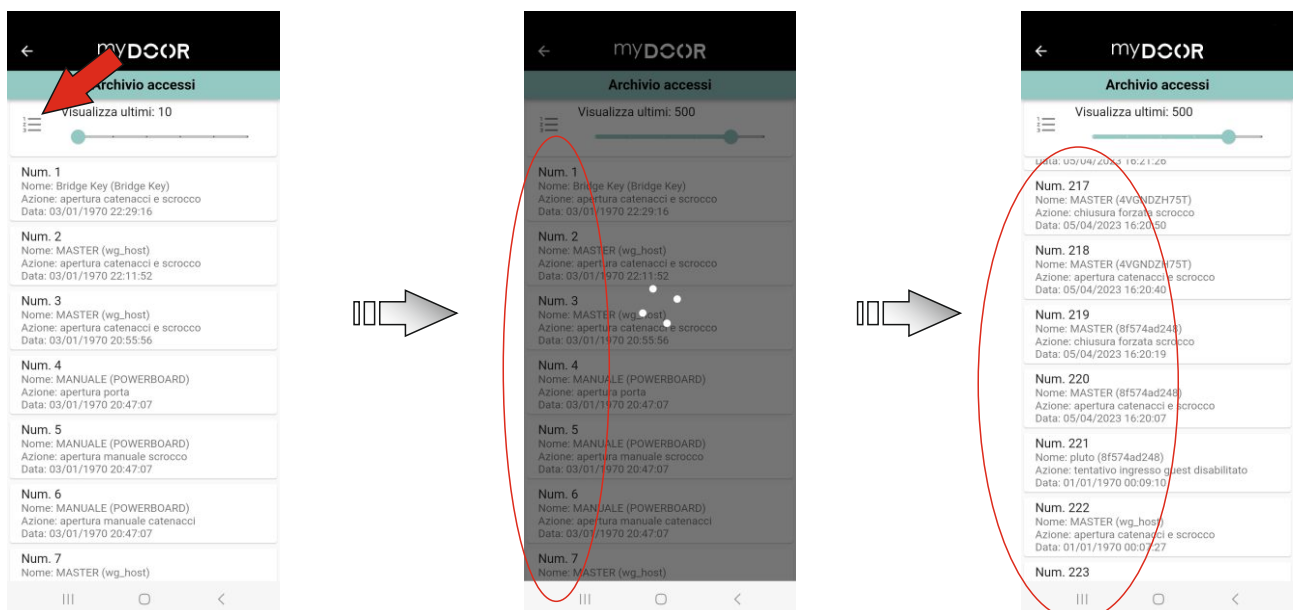 myDOOR
Archivio accessi
Visualizza ultimi: 10
1
2
3
Num. 1
Nome: Bridge Key (Bridge Key)
Azione: apertura catenacci e scrocco
Data: 03/01/1970 22:29:16
Num. 2
Nome: MASTER (wg_host)
Azione: apertura catenacci e scrocco
Data: 03/01/1970 22:11:52
Num. 3
Nome: MASTER (wg_host)
Azione: apertura catenacci e scrocco
Data: 03/01/1970 20:55:56
Num. 4
Nome: MANUALE (POWERBOARD)
Azione: apertura porta
Data: 03/01/1970 20:47:07
Num. 5
Nome: MANUALE (POWERBOARD)
Azione: apertura manuale scrocco
Data: 03/01/1970 20:47:07
Num. 6
Nome: MANUALE (POWERBOARD)
Azione: apertura manuale catenacci
Data: 03/01/1970 20:47:07
Num. 7
Nome: MASTER (wg_host)
myDOOR
Archivio accessi
Visualizza ultimi: 500
1
2
3
Num. 1
Nome: Bridge Key (Bridge Key)
Azione: apertura catenacci e scrocco
Data: 03/01/1970 22:29:16
Num. 2
Nome: MASTER (wg_host)
Azione: apertura catenacci e scrocco
Data: 03/01/1970 22:11:52
Num. 3
Nome: MASTER (wg_host)
Azione: apertura catenacci e scrocco
Data: 03/01/1970 20:55:56
Num. 4
Nome: MANUALE (POWERBOARD)
Azione: apertura porta
Data: 03/01/1970 20:47:07
Num. 5
Nome: MANUALE (POWERBOARD)
Azione: apertura manuale scrocco
Data: 03/01/1970 20:47:07
Num. 6
Nome: MANUALE (POWERBOARD)
Azione: apertura manuale catenacci
Data: 03/01/1970 20:47:07
Num. 7
Nome: MASTER (wg_host)
myDOOR
Archivio accessi
Visualizza ultimi: 500
1
2
3
Data: 05/04/2023 16:21:26
Num. 217
Nome: MASTER (4VGNDZH75T)
Azione: chiusura forzata scrocco
Data: 05/04/2023 16:20:50
Num. 218
Nome: MASTER (4VGNDZH75T)
Azione: apertura catenacci e scrocco
Data: 05/04/2023 16:20:40
Num. 219
Nome: MASTER (8f574ad248)
Azione: chiusura forzata scrocco
Data: 05/04/2023 16:20:19
Num. 220
Nome: MASTER (8f574ad248)
Azione: apertura catenacci e scrocco
Data: 05/04/2023 16:20:07
Num. 221
Nome: pluto (8f574ad248)
Azione: tentativo ingresso guest disabilitato
Data: 01/01/1970 00:09:10
Num. 222
Nome: MASTER (wg_host)
Azione: apertura catenacci e scrocco
Data: 01/01/1970 00:07:27
Num. 223